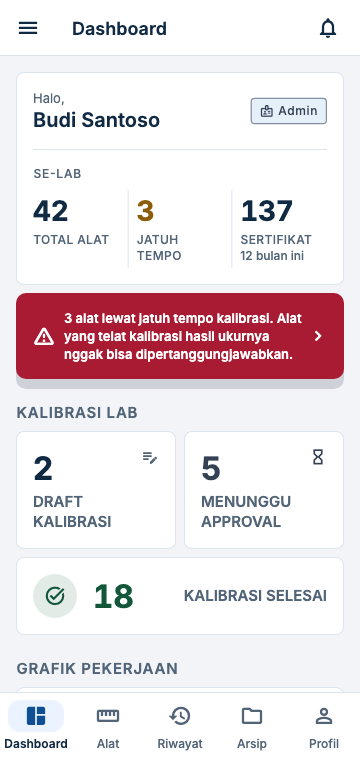 Dashboard
Halo,
Budi Santoso
Admin
SE-LAB
42
TOTAL ALAT
3
JATUH
TEMPO
137
SERTIFIKAT
12 bulan ini
3 alat lewat jatuh tempo kalibrasi. Alat
yang telat kalibrasi hasil ukurnya
nggak bisa dipertanggungjawabkan.
KALIBRASI LAB
2
DRAFT
KALIBRASI
5
MENUNGGU
APPROVAL
18
KALIBRASI SELESAI
GRAFIK PEKERJAAN
Dashboard
Alat
Riwayat
Arsip
Profil